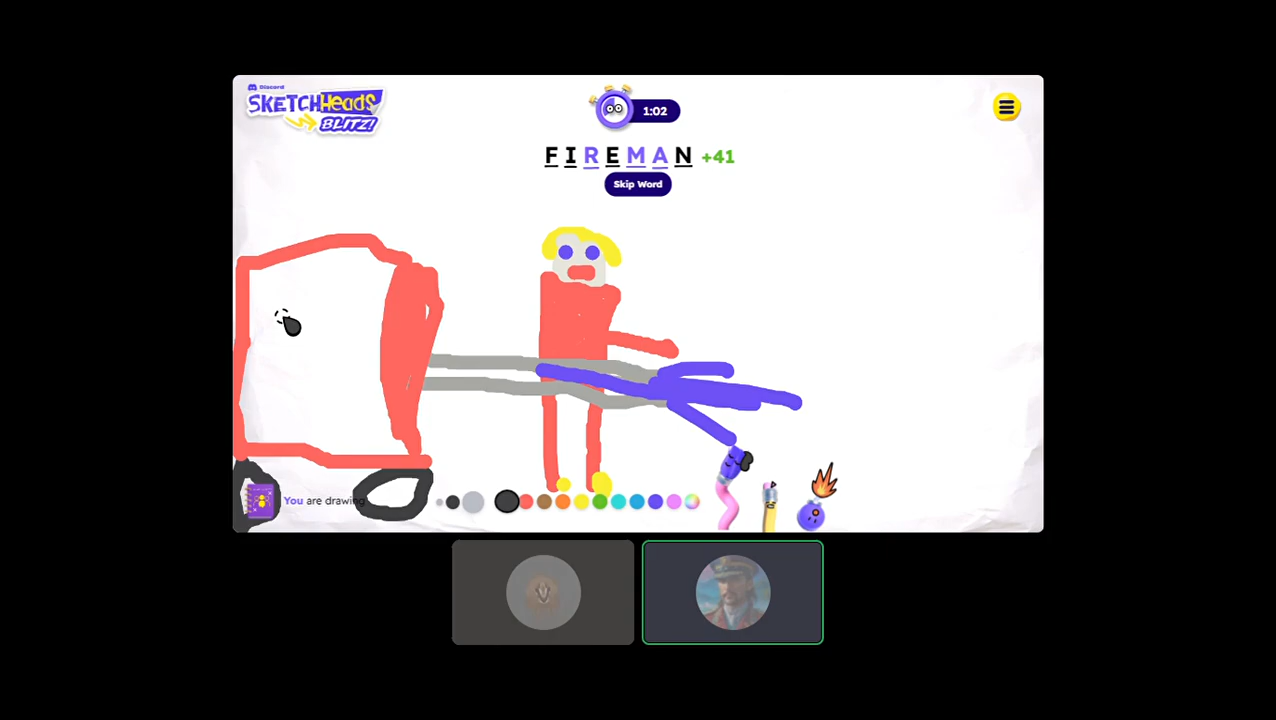 Discord
SKETCHHeadS
BLITZ!
1:02
FIREMAN +41
Skip Word
You are drawing